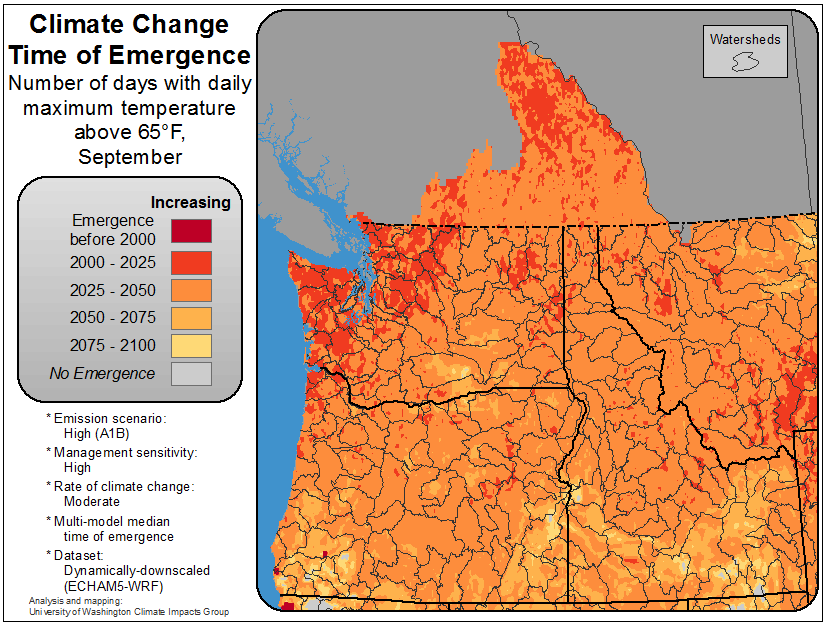 Climate Change
Time of Emergence
Number of days with daily
maximum temperature
above 65°F,
September
Watersheds
Increasing
Emergence
before 2000
2000 - 2025
2025 - 2050
2050 - 2075
2075 - 2100
No Emergence
* Emission scenario:
High (A1B)
* Management sensitivity:
High
* Rate of climate change:
Moderate
* Multi-model median
time of emergence
* Dataset:
Dynamically-downscaled
(ECHAM5-WRF)
Analysis and mapping:
University of Washington Climate Impacts Group